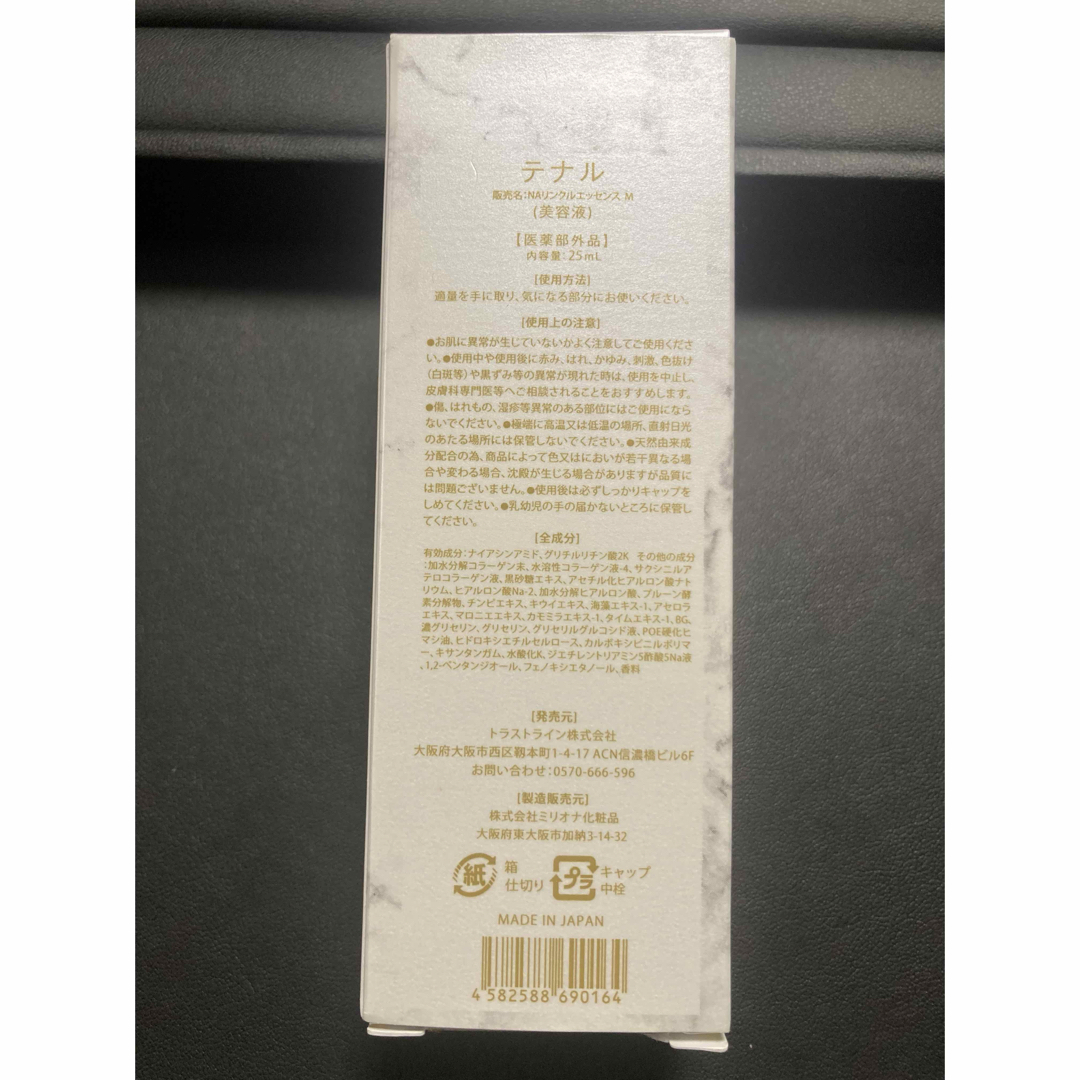 テナル
販売名：NAリンクルエッセンス M
(美容液)
【医薬部外品】
内容量：25mL
[使用方法]
適量を手に取り、気になる部分にお使いください。
[使用上の注意]
●お肌に異常が生じていないかよく注意してご使用くださ
い。●使用中や使用後に赤み、はれ、かゆみ、刺激、色抜け
(白斑等)や黒ずみ等の異常が現れた時は、使用を中止し、
皮膚科専門医等へご相談されることをおすすめします。
●傷、はれもの、湿疹等異常のある部位にはご使用になら
ないでください。●極端に高温又は低温の場所、直射日光
のあたる場所には保管しないでください。●天然由来成
分配合の為、商品によって色又はにおいが若干異なる場
合や変わる場合、沈殿が生じる場合がありますが品質に
は問題ございません。●使用後は必ずしっかりキャップを
しめてください。●乳幼児の手の届かないところに保管し
てください。
[全成分]
有効成分：ナイアシンアミド、グリチルリチン酸2K その他の成分
：加水分解コラーゲン末、水溶性コラーゲン液-4、サクシニルア
テロコラーゲン液、黒砂糖エキス、アセチル化ヒアルロン酸ナト
リウム、ヒアルロン酸Na-2、加水分解ヒアルロン酸、プルーン酵
素分解物、チンピエキス、キウイエキス、海藻エキス-1、アセロラ
エキス、マロニエエキス、カモミラエキス-1、タイムエキス-1、BG、
濃グリセリン、グリセリン、グリセリルグルコシド液、POE硬化ヒ
マシ油、ヒドロキシエチルセルロース、カルボキシビニルポリマ
ー、キサンタンガム、水酸化K、ジエチレントリアミン5酢酸5Na液
、1,2-ペンタンジオール、フェノキシエタノール、香料
[発売元]
トラストライン株式会社
大阪府大阪市西区靱本町1-4-17 ACN信濃橋ビル6F
お問い合わせ：0570-666-596
[製造販売元]
株式会社ミリオナ化粧品
大阪府東大阪市加納3-14-32
紙 箱 仕切り
プラ キャップ 中栓
MADE IN JAPAN
4 582588 690164